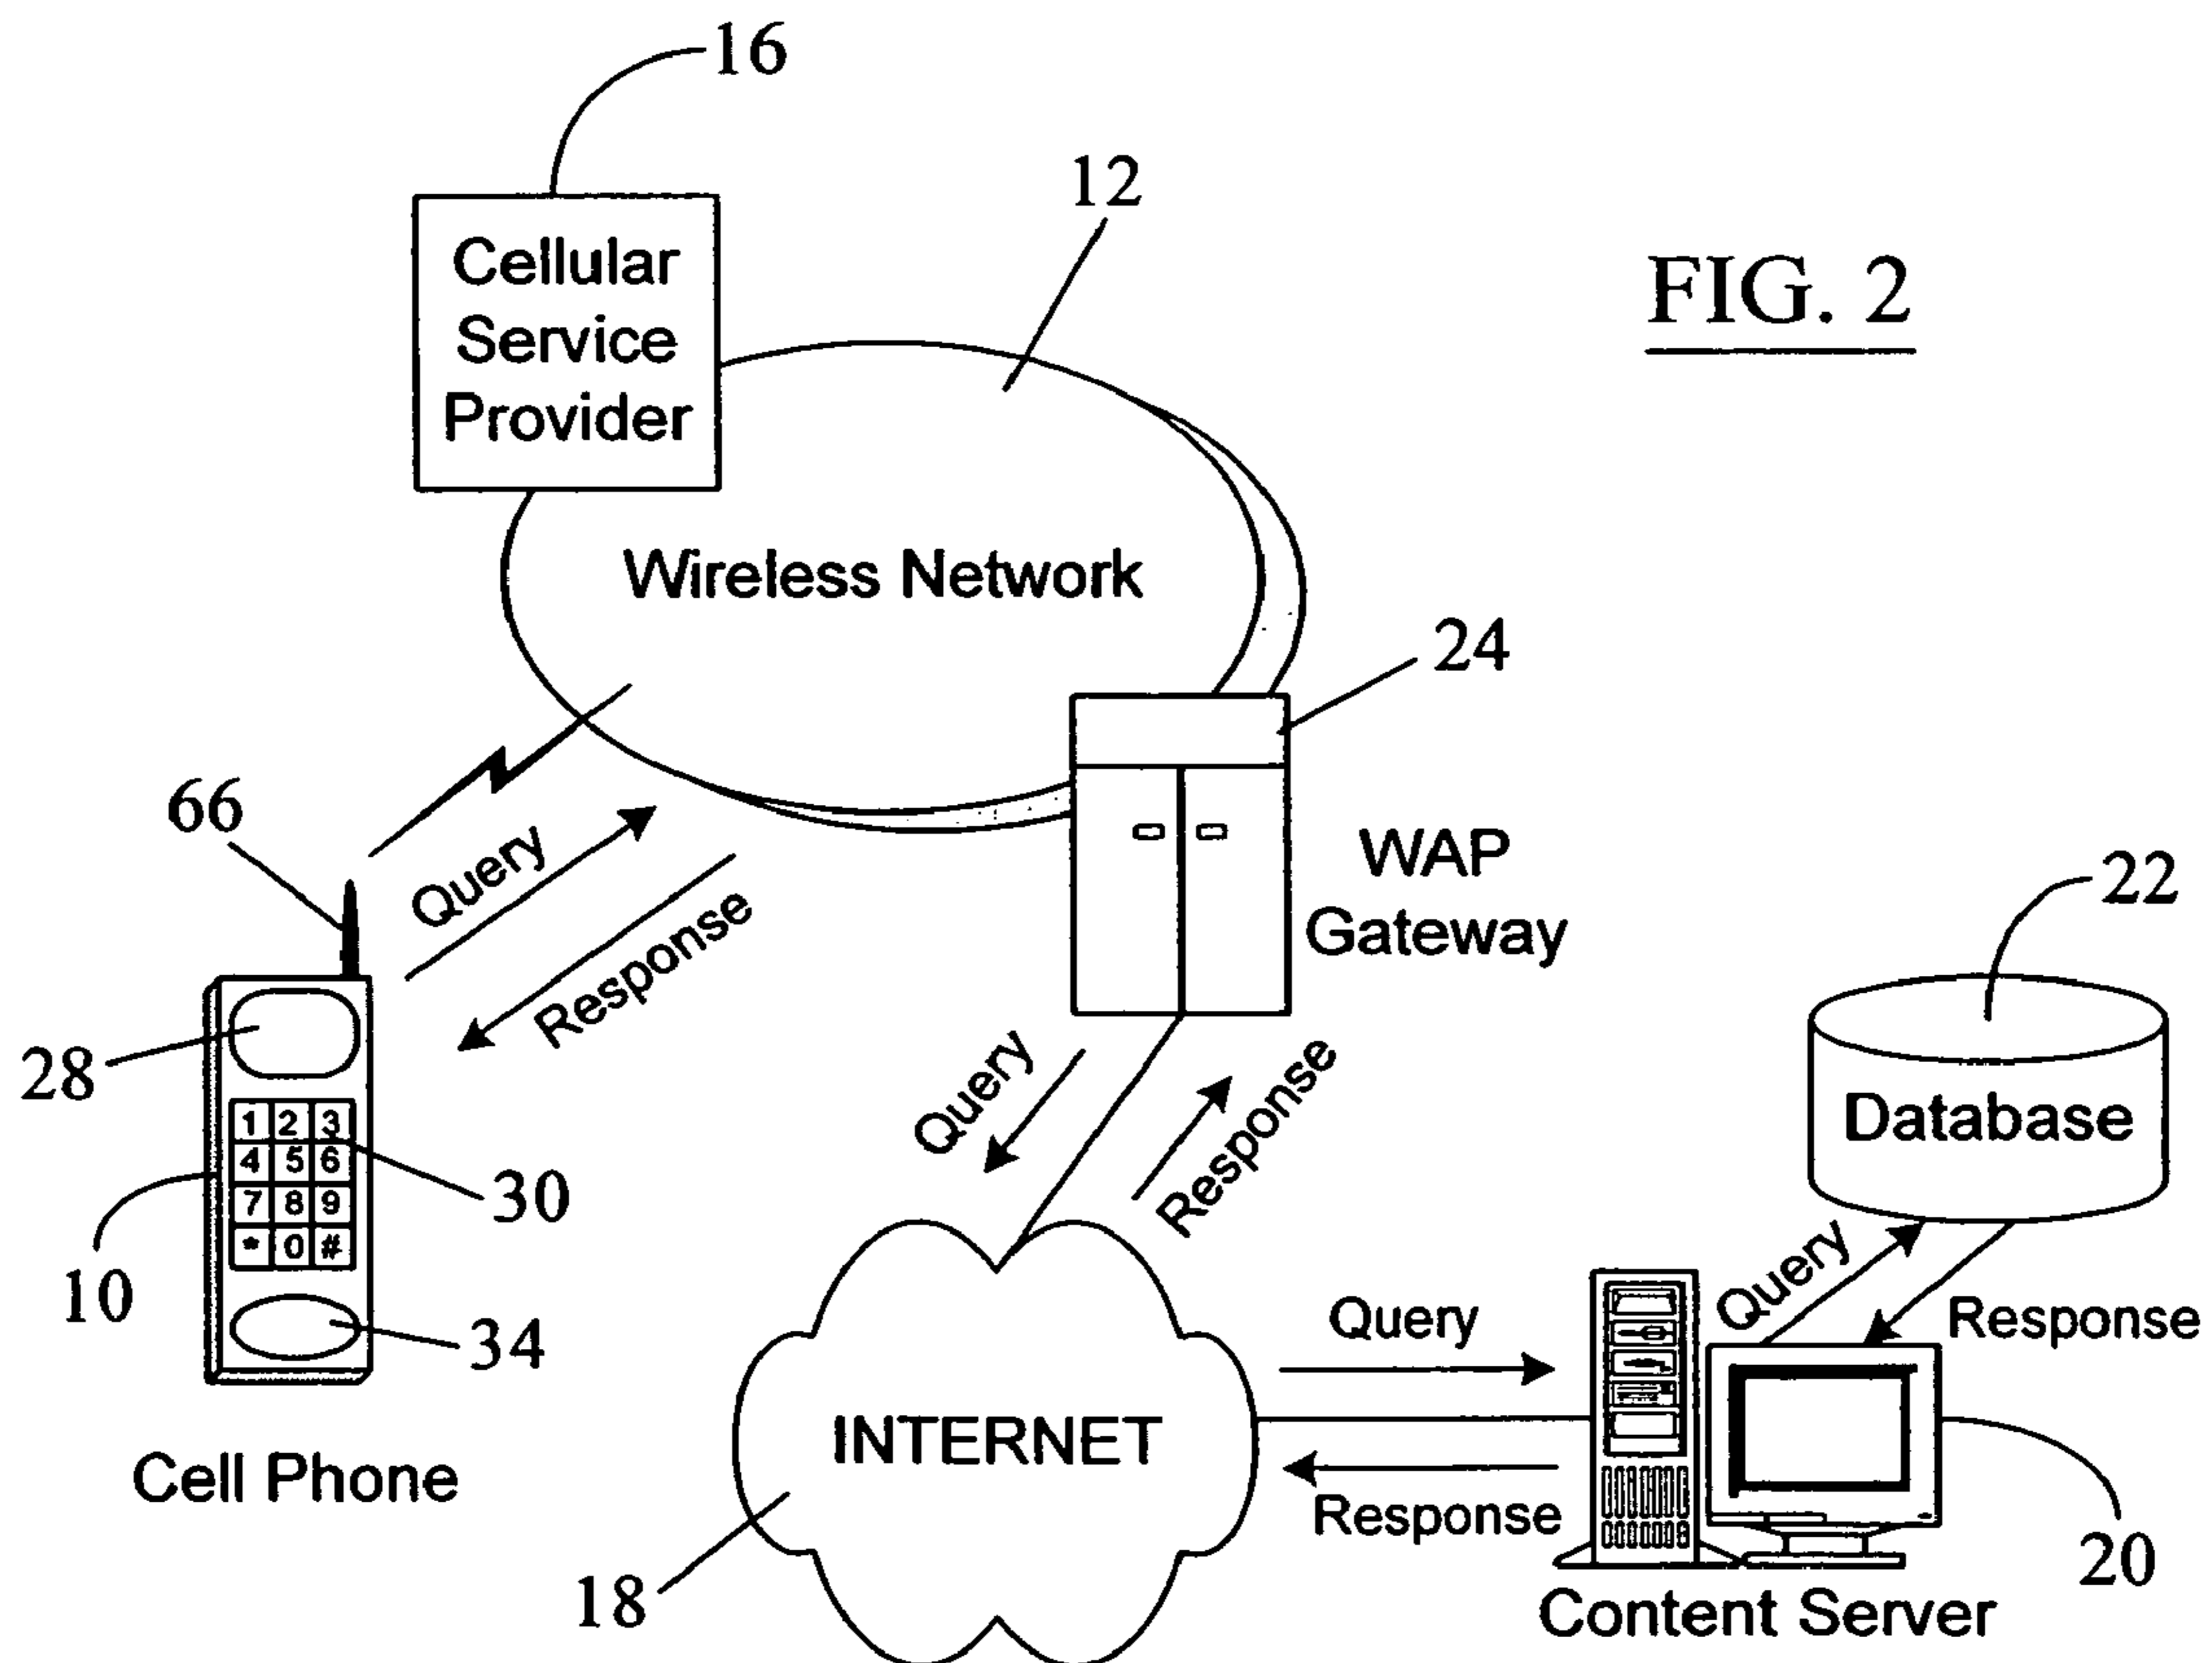 16
12
FIG. 2
Cellular
Service
Provider
Wireless Network
24
66
Query
Response
WAP
Gateway
22
28
Database
1 2 3
4 5 6
7 8 9
* 0 #
30
10
34
Cell Phone
Query
Response
Query
Response
INTERNET
Query
Response
18
20
Content Server